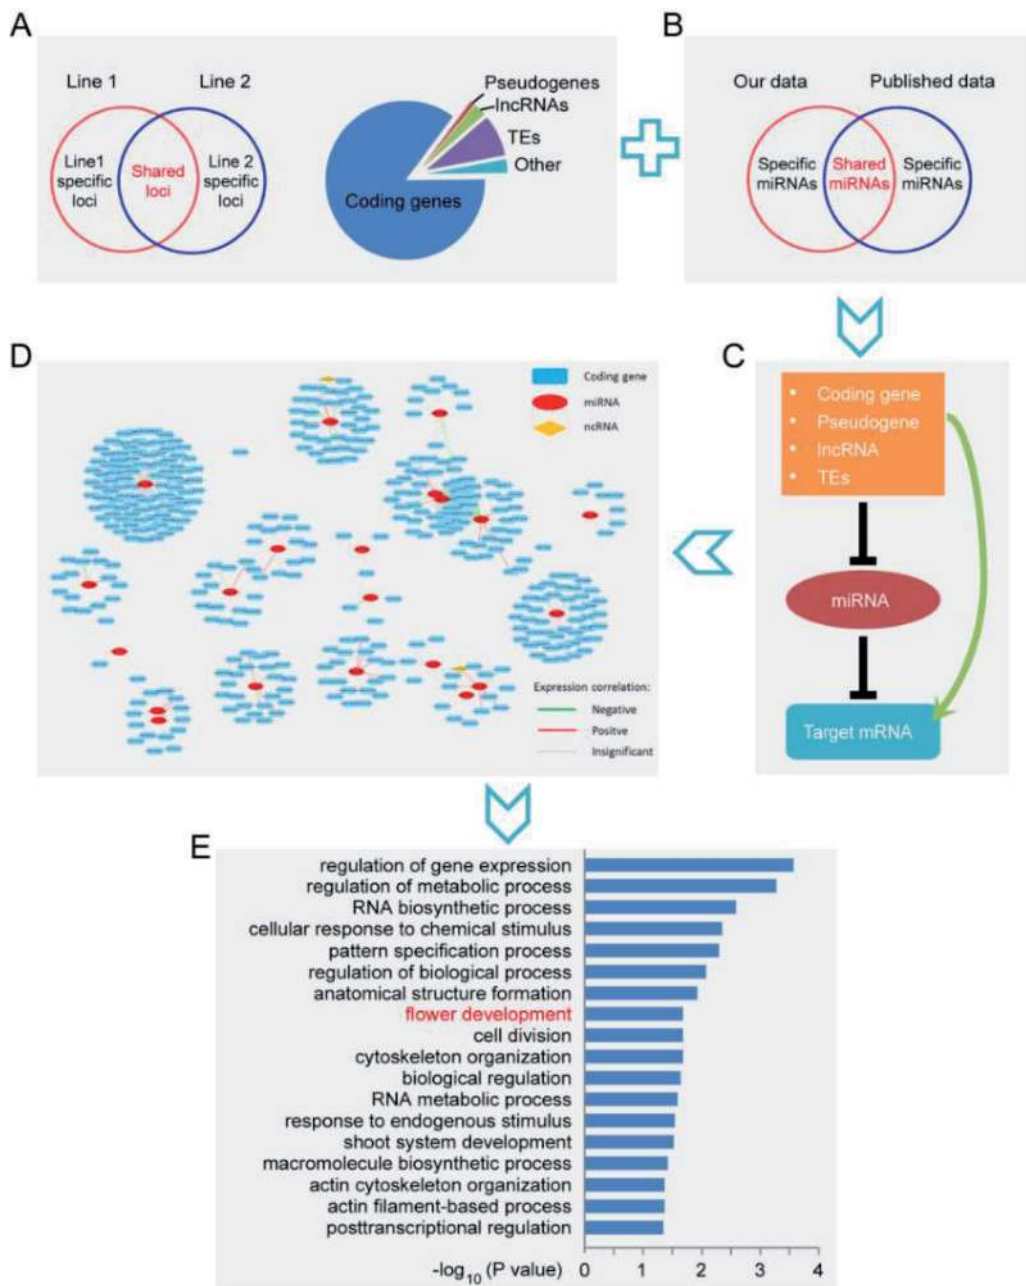 A
B
Line 1
Line 2
Line1
specific
loci
Shared
loci
Line 2
specific
loci
Pseudogenes
lncRNAs
TEs
Other
Coding genes
Our data
Published data
Specific
miRNAs
Shared
miRNAs
Specific
miRNAs
D
Coding gene
miRNA
ncRNA
Expression correlation:
Negative
Positve
Insignificant
C
• Coding gene
• Pseudogene
• lncRNA
• TEs
miRNA
Target mRNA
E
regulation of gene expression
regulation of metabolic process
RNA biosynthetic process
cellular response to chemical stimulus
pattern specification process
regulation of biological process
anatomical structure formation
flower development
cell division
cytoskeleton organization
biological regulation
RNA metabolic process
response to endogenous stimulus
shoot system development
macromolecule biosynthetic process
actin cytoskeleton organization
actin filament-based process
posttranscriptional regulation
-log10 (P value) 0 1 2 3 4